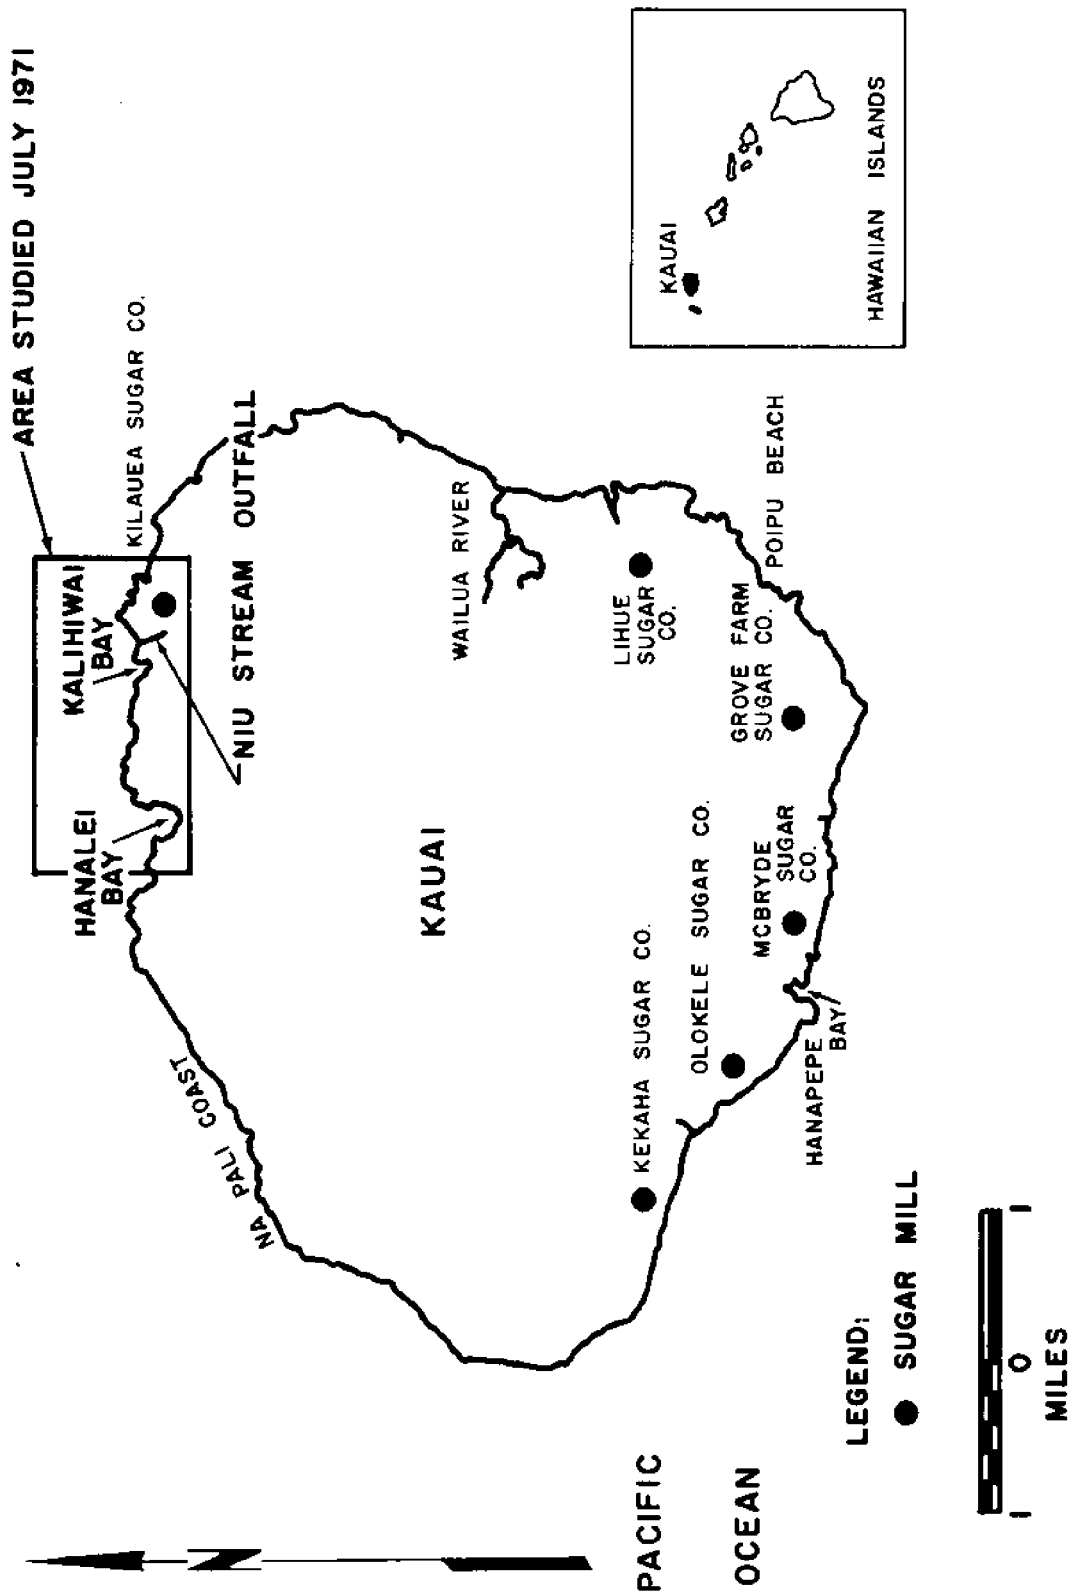 AREA STUDIED JULY 1971
KILAUEA SUGAR CO.
KALIHIWAI
BAY
HANALEI
BAY
NIU STREAM OUTFALL
NA PALI COAST
KAUAI
WAILUA RIVER
LIHUE
SUGAR
CO.
GROVE FARM
SUGAR CO.
POIPU BEACH
KEKAHA SUGAR CO.
OLOKELE SUGAR CO.
MCBRYDE
SUGAR
CO.
HANAPEPE
BAY
N
PACIFIC
OCEAN
LEGEND:
SUGAR MILL
1 0 1
MILES
KAUAI
HAWAIIAN ISLANDS